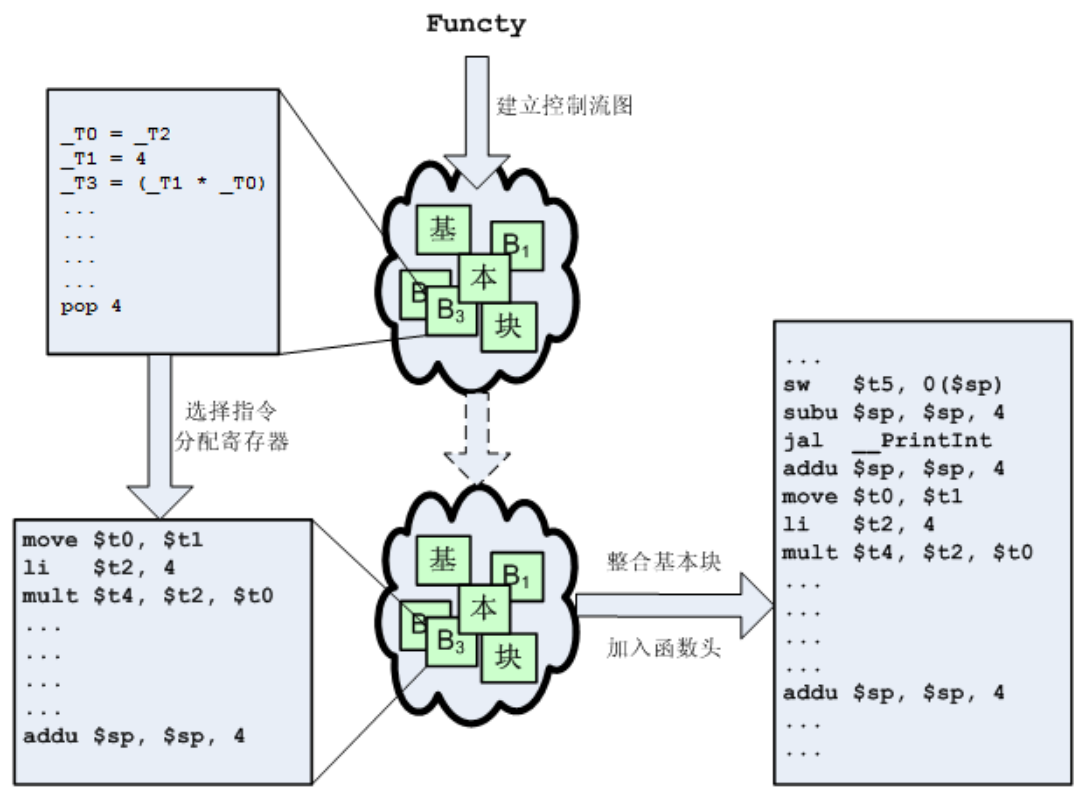 Functy
建立控制流图
_T0 = _T2
_T1 = 4
_T3 = (_T1 * _T0)
...
...
...
...
pop 4
基
B1
本
B
B3
块
选择指令
分配寄存器
move $t0, $t1
li $t2, 4
mult $t4, $t2, $t0
...
...
...
...
addu $sp, $sp, 4
基
B1
本
B
B3
块
整合基本块
加入函数头
...
sw $t5, 0($sp)
subu $sp, $sp, 4
jal __PrintInt
addu $sp, $sp, 4
move $t0, $t1
li $t2, 4
mult $t4, $t2, $t0
...
...
...
...
addu $sp, $sp, 4
...
...